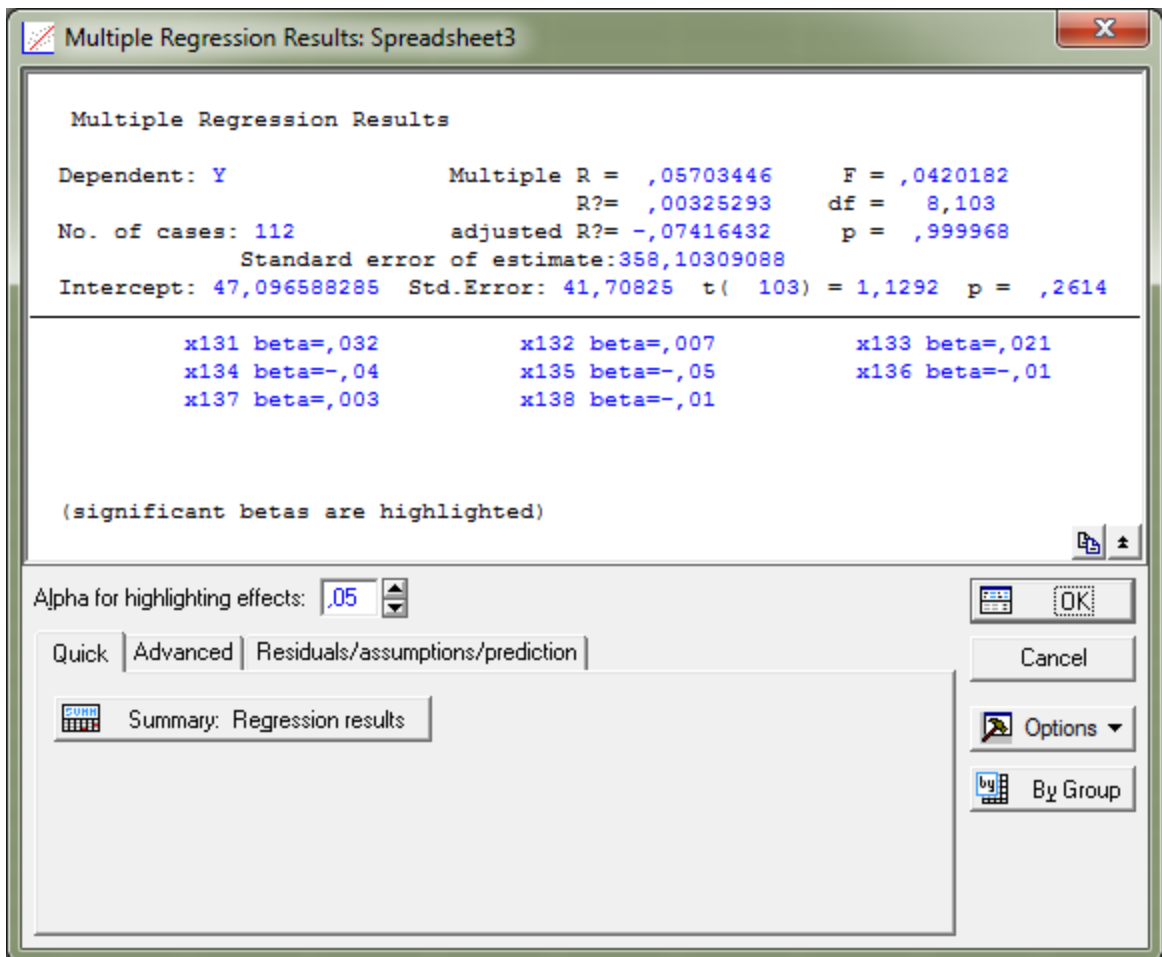 Multiple Regression Results: Spreadsheet3
Multiple Regression Results
Dependent: Y Multiple R = ,05703446 F = ,0420182
R?= ,00325293 df = 8,103
No. of cases: 112 adjusted R?= -,07416432 p = ,999968
Standard error of estimate:358,10309088
Intercept: 47,096588285 Std.Error: 41,70825 t( 103) = 1,1292 p = ,2614
x131 beta=,032 x132 beta=,007 x133 beta=,021
x134 beta=-,04 x135 beta=-,05 x136 beta=-,01
x137 beta=,003 x138 beta=-,01
(significant betas are highlighted)
Alpha for highlighting effects: ,05
OK
Quick Advanced Residuals/assumptions/prediction
Cancel
SUMM Summary: Regression results
Options
by By Group